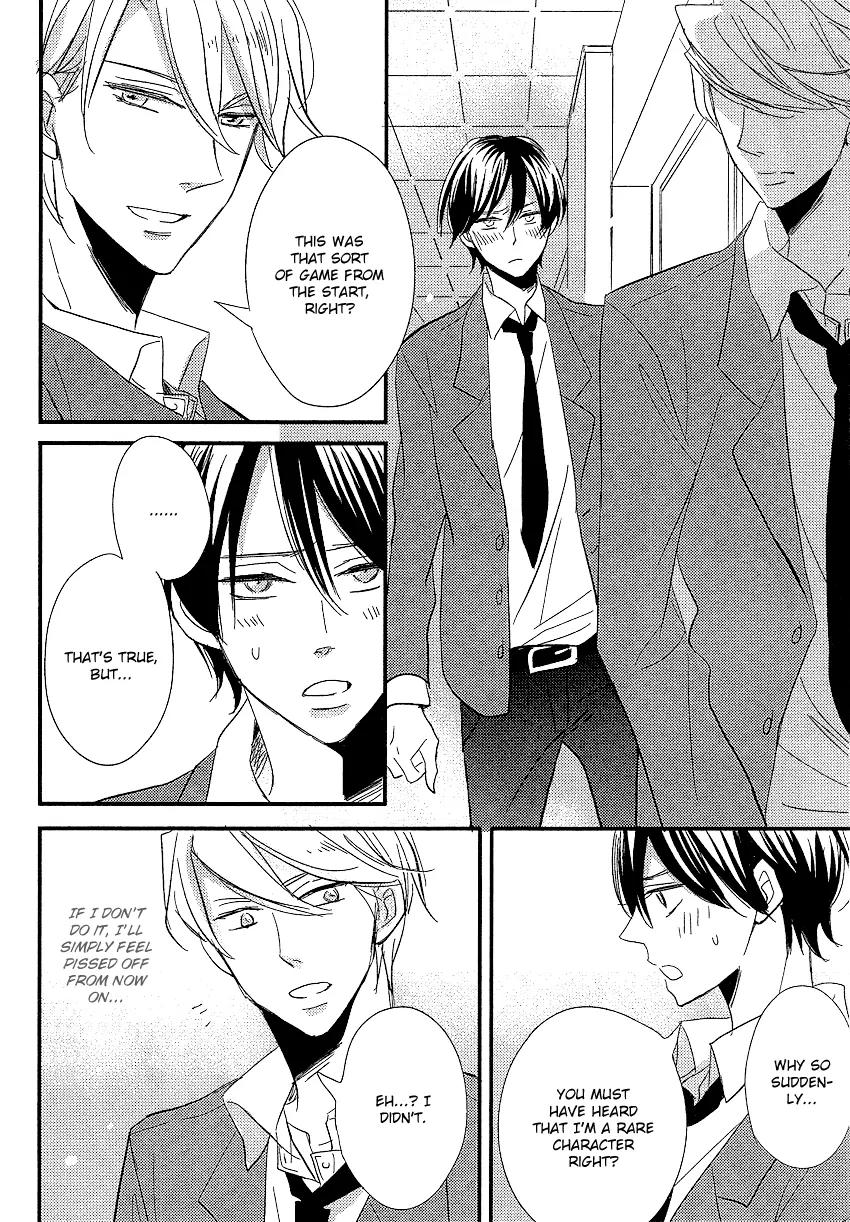 THIS WAS
THAT SORT
OF GAME FROM
THE START,
RIGHT?
......
THAT'S TRUE,
BUT...
WHY SO
SUDDEN-
LY...
YOU MUST
HAVE HEARD
THAT I'M A RARE
CHARACTER
RIGHT?
EH...? I
DIDN'T.
IF I DON'T
DO IT, I'LL
SIMPLY FEEL
PISSED OFF
FROM NOW
ON...